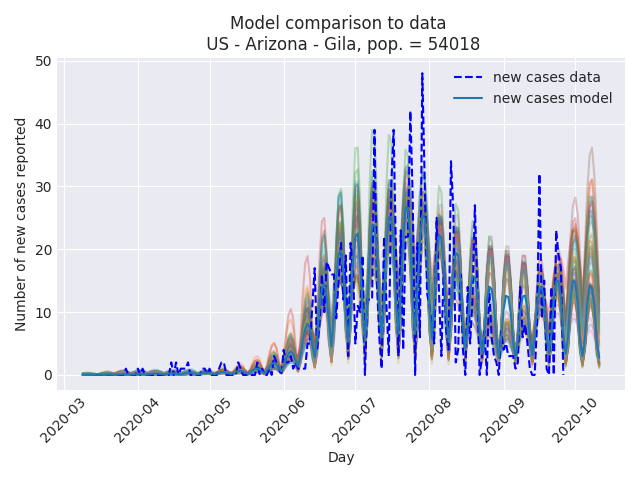 Model comparison to data
US - Arizona - Gila, pop. = 54018
new cases data
new cases model
Number of new cases reported
50
40
30
20
10
0
2020-03
2020-04
2020-05
2020-06
2020-07
2020-08
2020-09
2020-10
Day